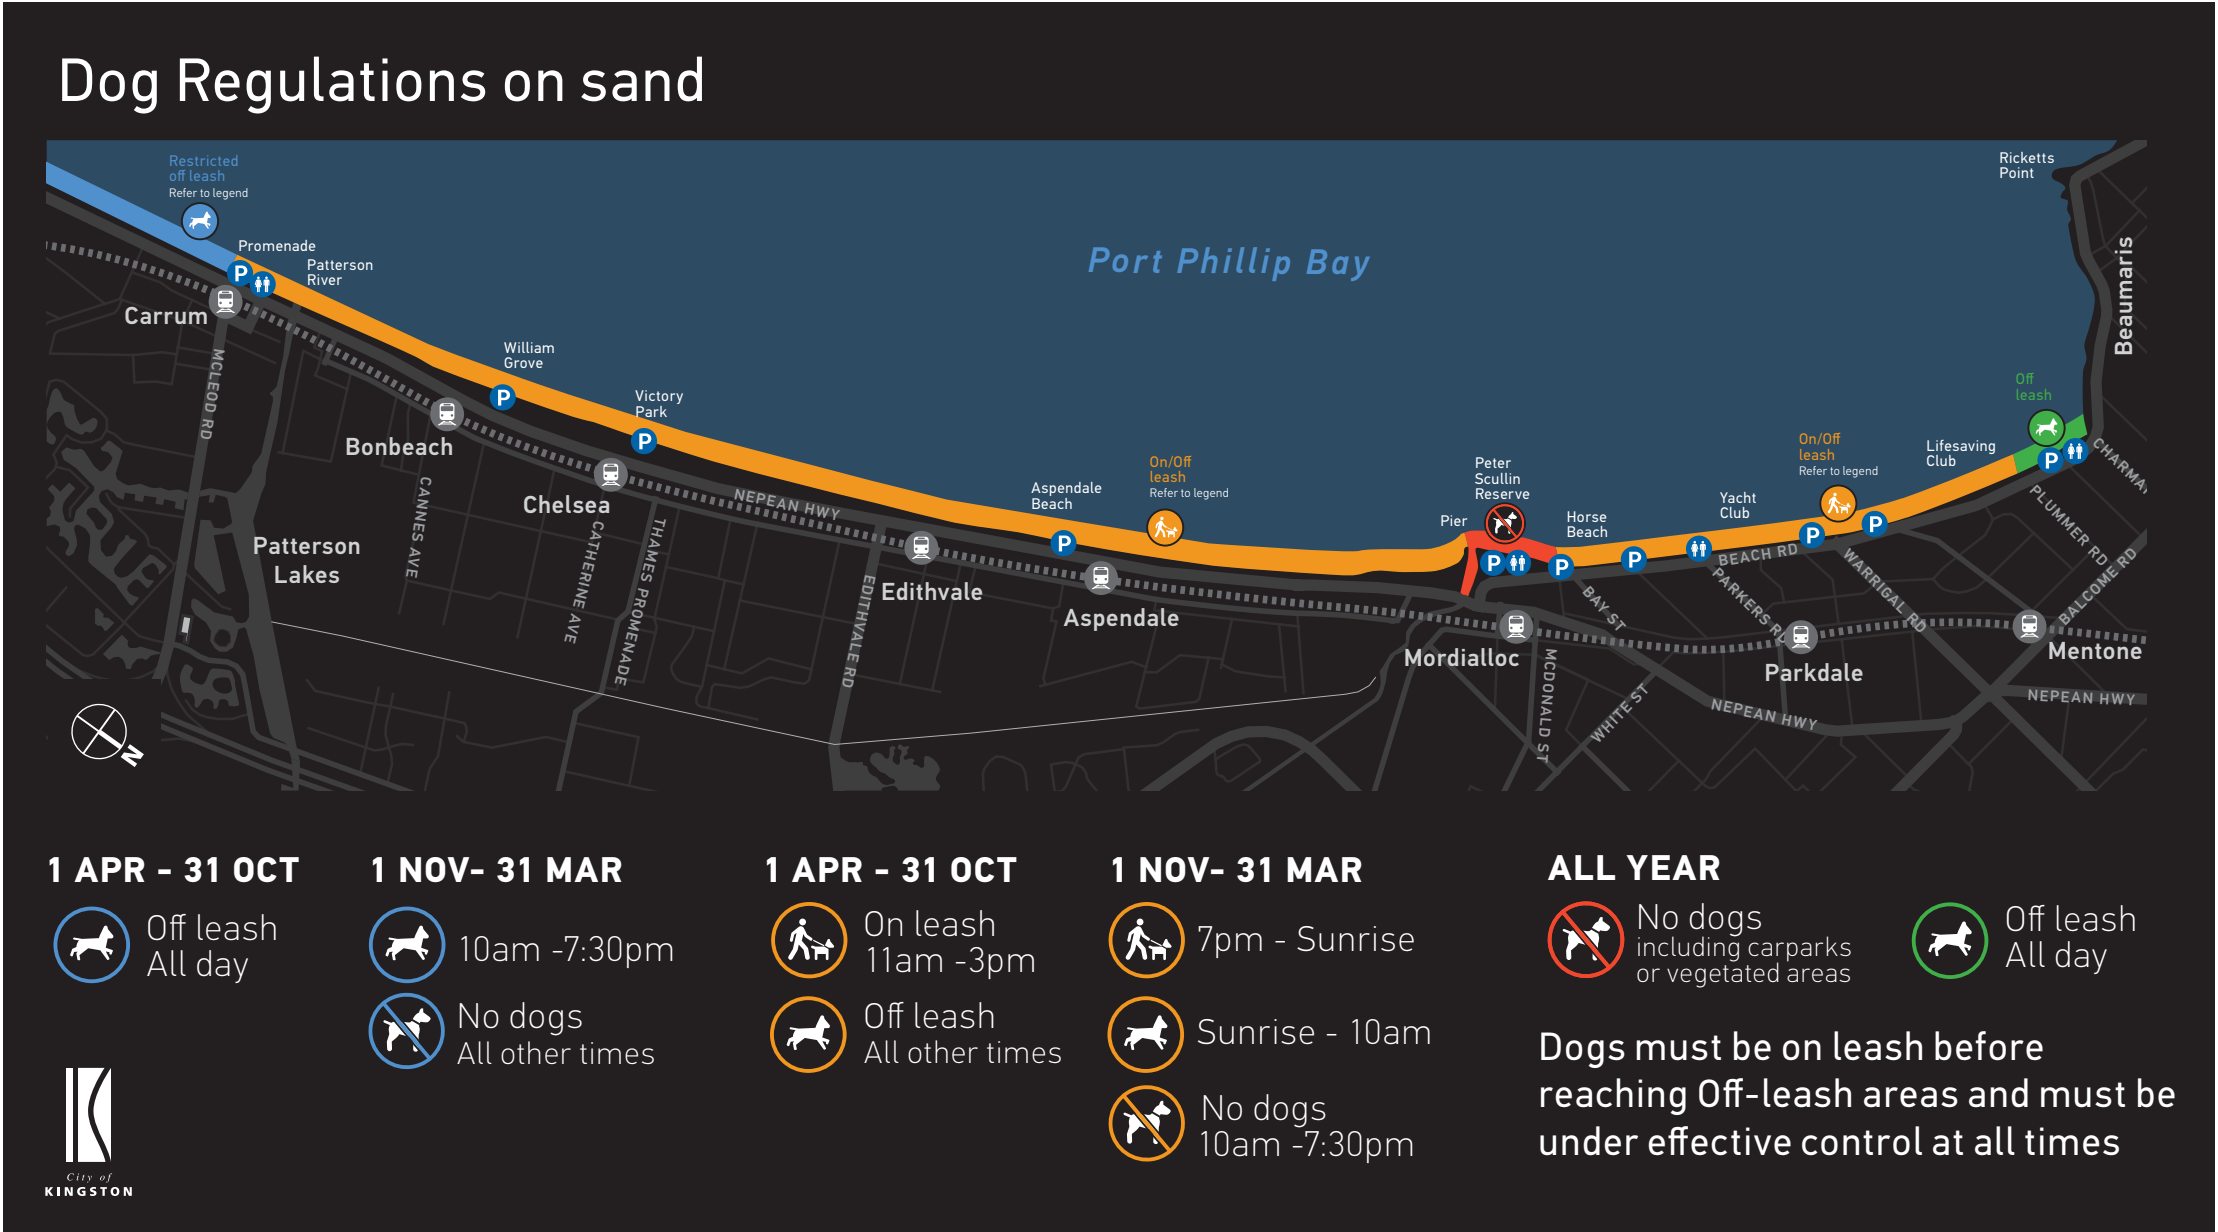 Dog Regulations on sand
Restricted
off leash
Refer to legend
Promenade
Patterson
River
Carrum
MCLEOD RD
William
Grove
Victory
Park
Bonbeach
Chelsea
CANNES AVE
CATHERINE AVE
THAMES PROMENADE
Patterson
Lakes
NEPEAN HWY
Port Phillip Bay
EDITHVALE RD
Edithvale
Aspendale
Beach
On/Off
leash
Refer to legend
Aspendale
Pier
Peter
Scullin
Reserve
Horse
Beach
Mordialloc
MCDONALD ST
WHITE ST
BAY ST
Yacht
Club
BEACH RD
PARKERS RD
Parkdale
NEPEAN HWY
On/Off
leash
Refer to legend
WARRIGAL RD
Lifesaving
Club
Off
leash
Ricketts
Point
Beaumaris
CHARMA
PLUMMER RD
BALCOME RD
Mentone
NEPEAN HWY
P
P
P
P
P
P
P
P
P
P
N
1 APR - 31 OCT
Off leash
All day
1 NOV- 31 MAR
10am -7:30pm
No dogs
All other times
1 APR - 31 OCT
On leash
11am -3pm
Off leash
All other times
1 NOV- 31 MAR
7pm - Sunrise
Sunrise - 10am
No dogs
10am -7:30pm
ALL YEAR
No dogs
including carparks
or vegetated areas
Off leash
All day
Dogs must be on leash before
reaching Off-leash areas and must be
under effective control at all times
City of
KINGSTON